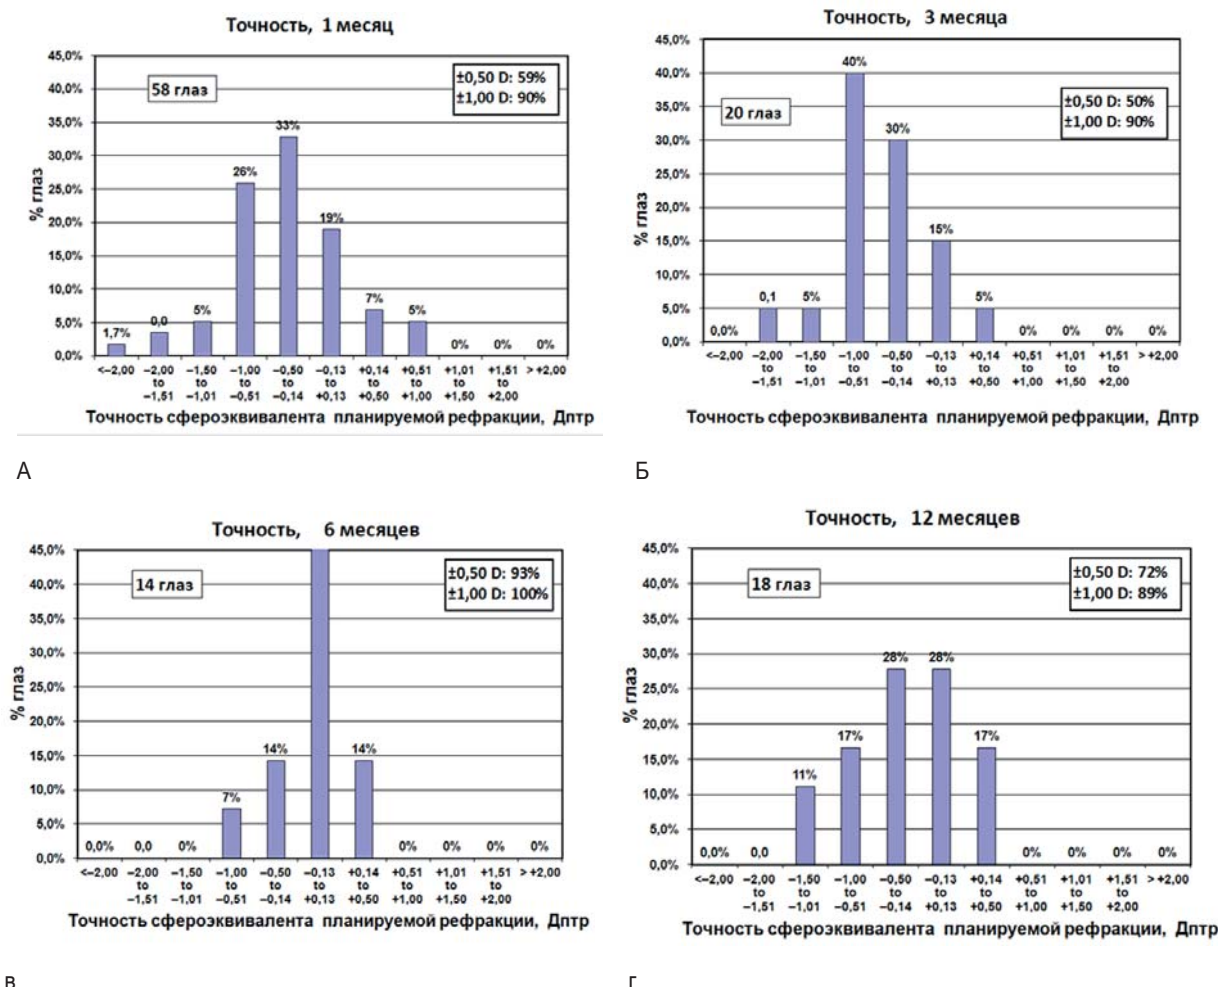 Точность, 1 месяц
45,0%
40,0%
35,0%
30,0%
25,0%
20,0%
15,0%
10,0%
5,0%
0,0%
% глаз
58 глаз
±0,50 D: 59%
±1,00 D: 90%
1,7%
0,0
5%
26%
33%
19%
7%
5%
0%
0%
0%
<–2,00
–2,00 to –1,51
–1,50 to –1,01
–1,00 to –0,51
–0,50 to –0,14
–0,13 to +0,13
+0,14 to +0,50
+0,51 to +1,00
+1,01 to +1,50
+1,51 to +2,00
> +2,00
Точность сфероэквивалента планируемой рефракции, Дптр
А
Точность, 3 месяца
45,0%
40,0%
35,0%
30,0%
25,0%
20,0%
15,0%
10,0%
5,0%
0,0%
% глаз
20 глаз
±0,50 D: 50%
±1,00 D: 90%
0,0%
0,1
5%
40%
30%
15%
5%
0%
0%
0%
0%
<–2,00
–2,00 to –1,51
–1,50 to –1,01
–1,00 to –0,51
–0,50 to –0,14
–0,13 to +0,13
+0,14 to +0,50
+0,51 to +1,00
+1,01 to +1,50
+1,51 to +2,00
> +2,00
Точность сфероэквивалента планируемой рефракции, Дптр
Б
Точность, 6 месяцев
45,0%
40,0%
35,0%
30,0%
25,0%
20,0%
15,0%
10,0%
5,0%
0,0%
% глаз
14 глаз
±0,50 D: 93%
±1,00 D: 100%
0,0%
0,0
0%
7%
14%
14%
0%
0%
0%
0%
<–2,00
–2,00 to –1,51
–1,50 to –1,01
–1,00 to –0,51
–0,50 to –0,14
–0,13 to +0,13
+0,14 to +0,50
+0,51 to +1,00
+1,01 to +1,50
+1,51 to +2,00
> +2,00
Точность сфероэквивалента планируемой рефракции, Дптр
В
Точность, 12 месяцев
45,0%
40,0%
35,0%
30,0%
25,0%
20,0%
15,0%
10,0%
5,0%
0,0%
% глаз
18 глаз
±0,50 D: 72%
±1,00 D: 89%
0,0%
0,0
11%
17%
28%
28%
17%
0%
0%
0%
0%
<–2,00
–2,00 to –1,51
–1,50 to –1,01
–1,00 to –0,51
–0,50 to –0,14
–0,13 to +0,13
+0,14 to +0,50
+0,51 to +1,00
+1,01 to +1,50
+1,51 to +2,00
> +2,00
Точность сфероэквивалента планируемой рефракции, Дптр
Г